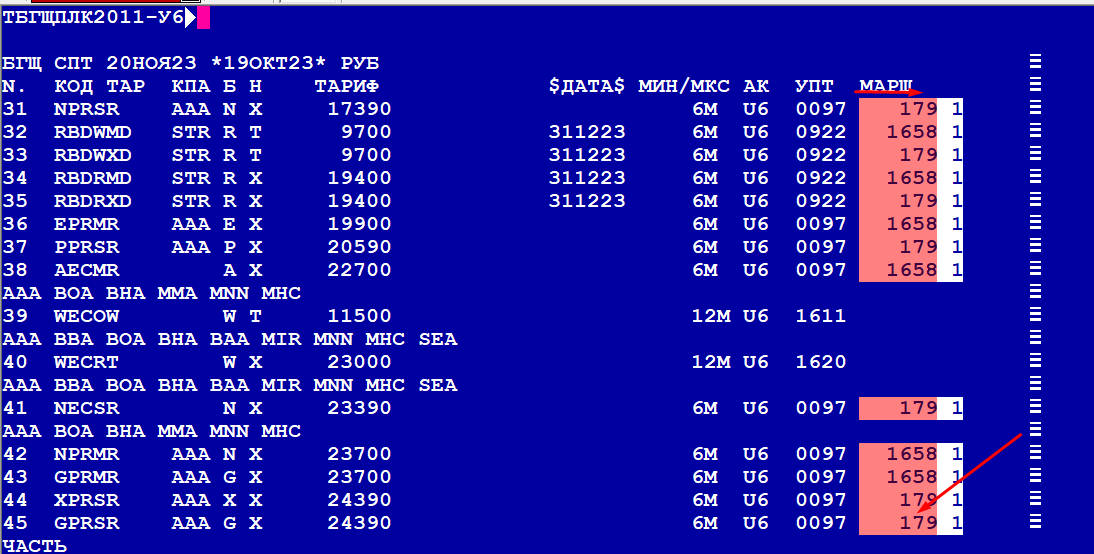 ТБГЩПЛК2011-У6
БГЩ СПТ 20НОЯ23 *19ОКТ23* РУБ
N. КОД ТАР КПА Б Н ТАРИФ $ДАТА$ МИН/МКС АК УПТ МАРШ
31 NPRSR AAA N X 17390 6M U6 0097 179 1
32 RBDWMD STR R T 9700 311223 6M U6 0922 1658 1
33 RBDWXD STR R T 9700 311223 6M U6 0922 179 1
34 RBDRMD STR R X 19400 311223 6M U6 0922 1658 1
35 RBDRXD STR R X 19400 311223 6M U6 0922 179 1
36 EPRMR AAA E X 19900 6M U6 0097 1658 1
37 PPRSR AAA P X 20590 6M U6 0097 179 1
38 AECMR A X 22700 6M U6 0097 1658 1
AAA BOA BHA MMA MNN MHC
39 WECOW W T 11500 12M U6 1611
AAA BBA BOA BHA BAA MIR MNN MHC SEA
40 WECRT W X 23000 12M U6 1620
AAA BBA BOA BHA BAA MIR MNN MHC SEA
41 NECSR N X 23390 6M U6 0097 179 1
AAA BOA BHA MMA MNN MHC
42 NPRMR AAA N X 23700 6M U6 0097 1658 1
43 GPRMR AAA G X 23700 6M U6 0097 1658 1
44 XPRSR AAA X X 24390 6M U6 0097 179 1
45 GPRSR AAA G X 24390 6M U6 0097 179 1
ЧАСТЬ